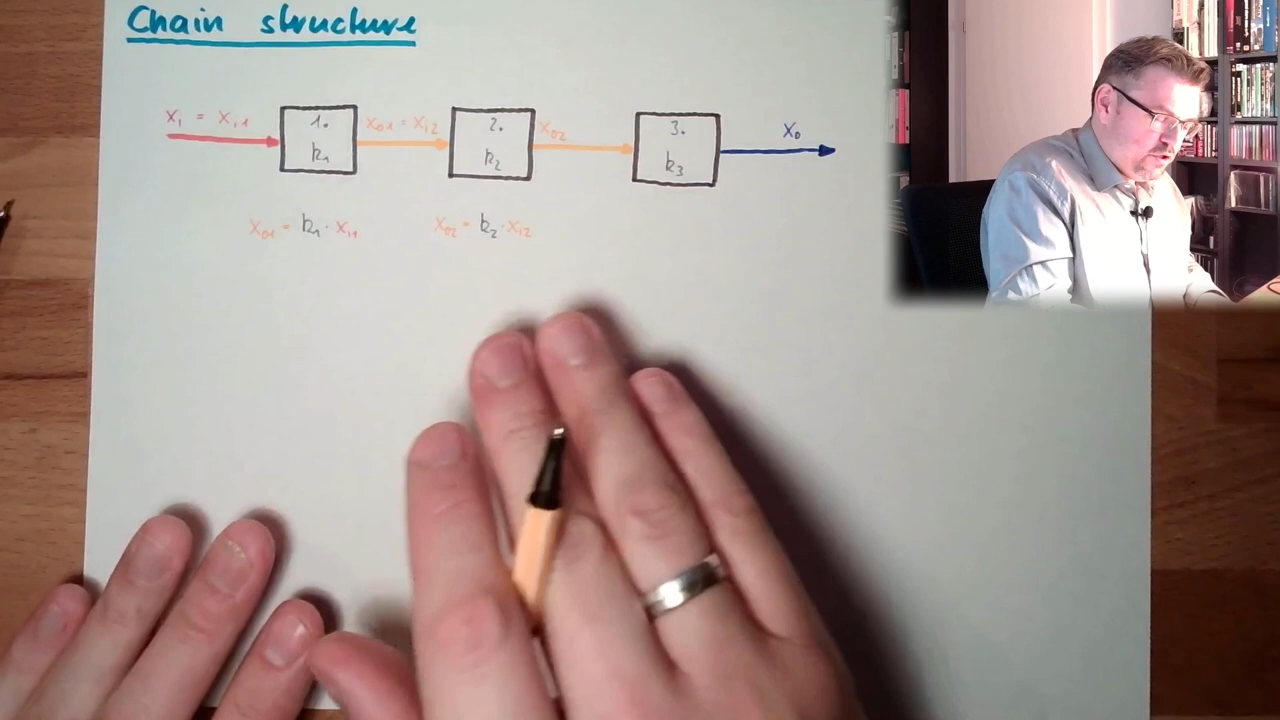 Chain structure
x₁ = x₁₁ 1. x₀₁ = x₁₂ 2. x₀₂ 3. x₀
k₁ k₂ k₃
x₀₁ = k₁ · x₁₁ x₀₂ = k₂ · x₁₂